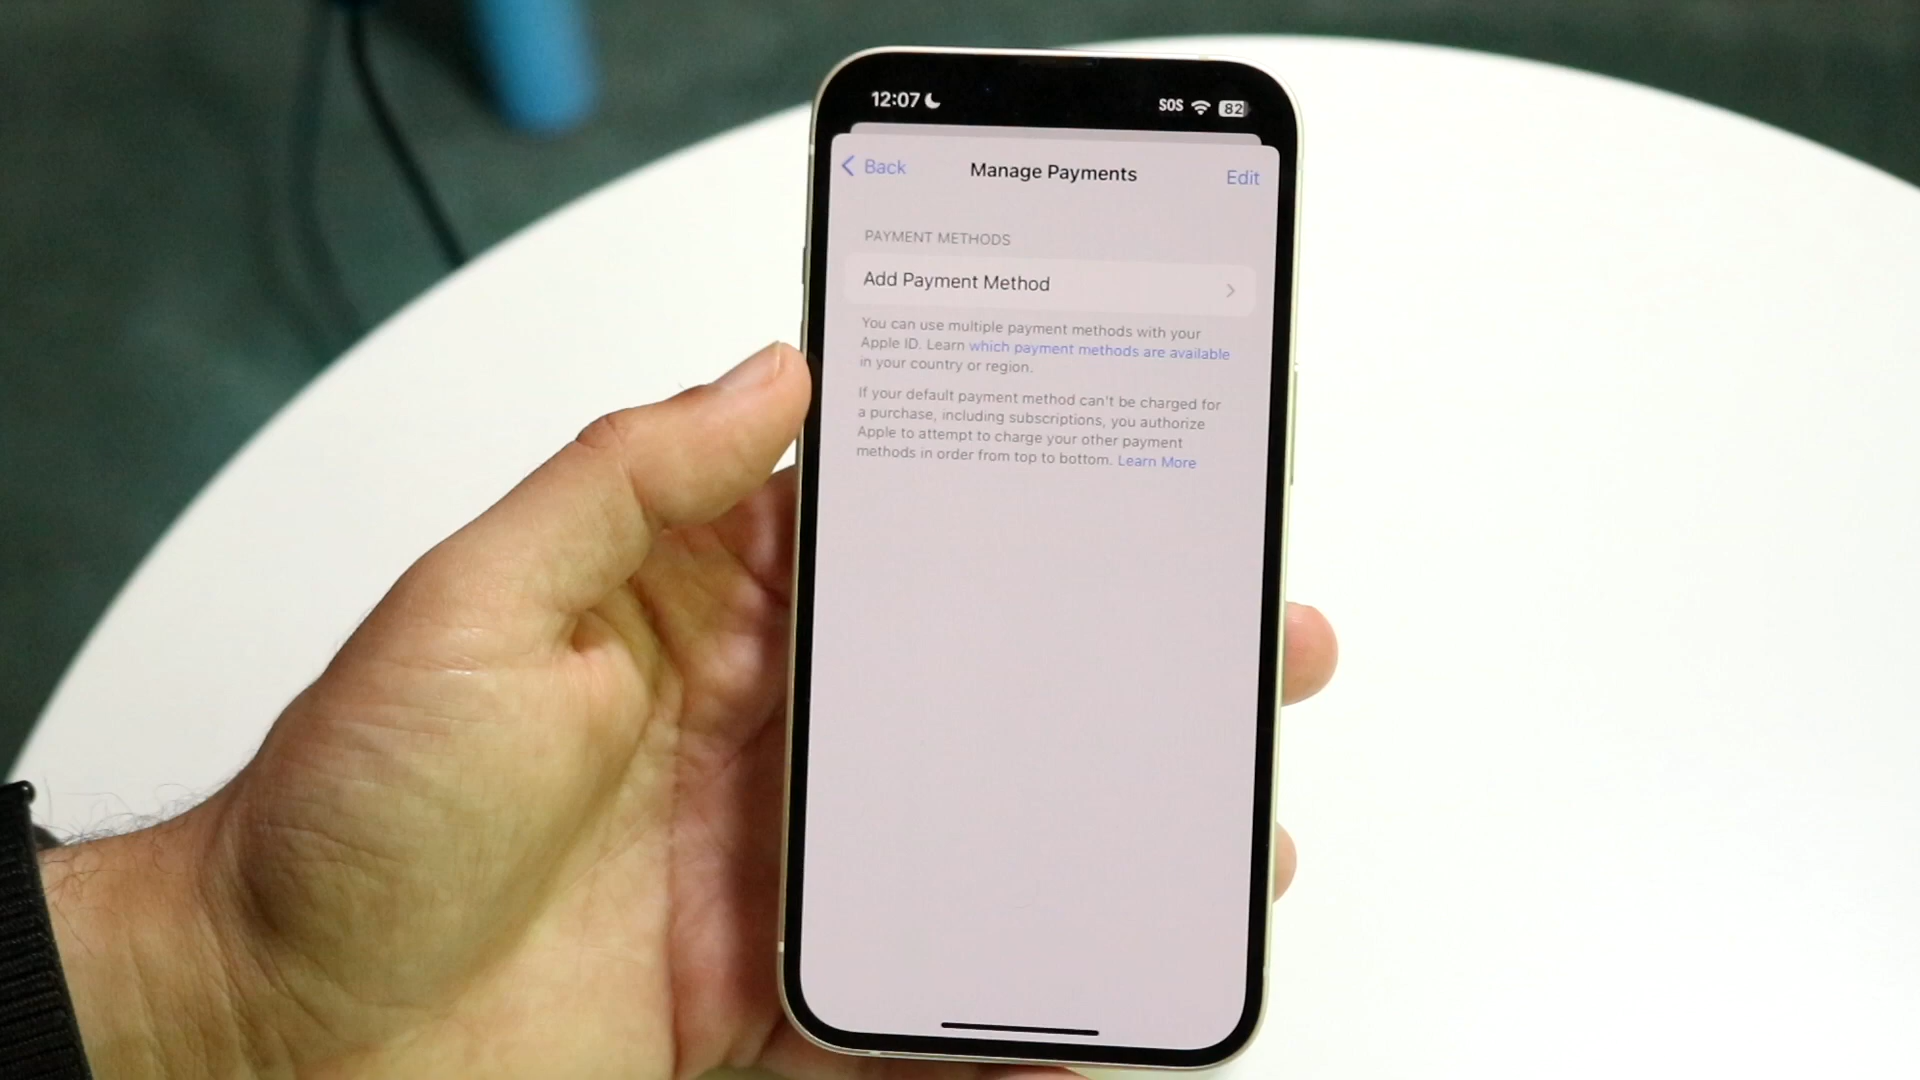 12:07
SOS 82
Back Manage Payments Edit
PAYMENT METHODS
Add Payment Method
You can use multiple payment methods with your
Apple ID. Learn which payment methods are available
in your country or region.
If your default payment method can't be charged for
a purchase, including subscriptions, you authorize
Apple to attempt to charge your other payment
methods in order from top to bottom. Learn More